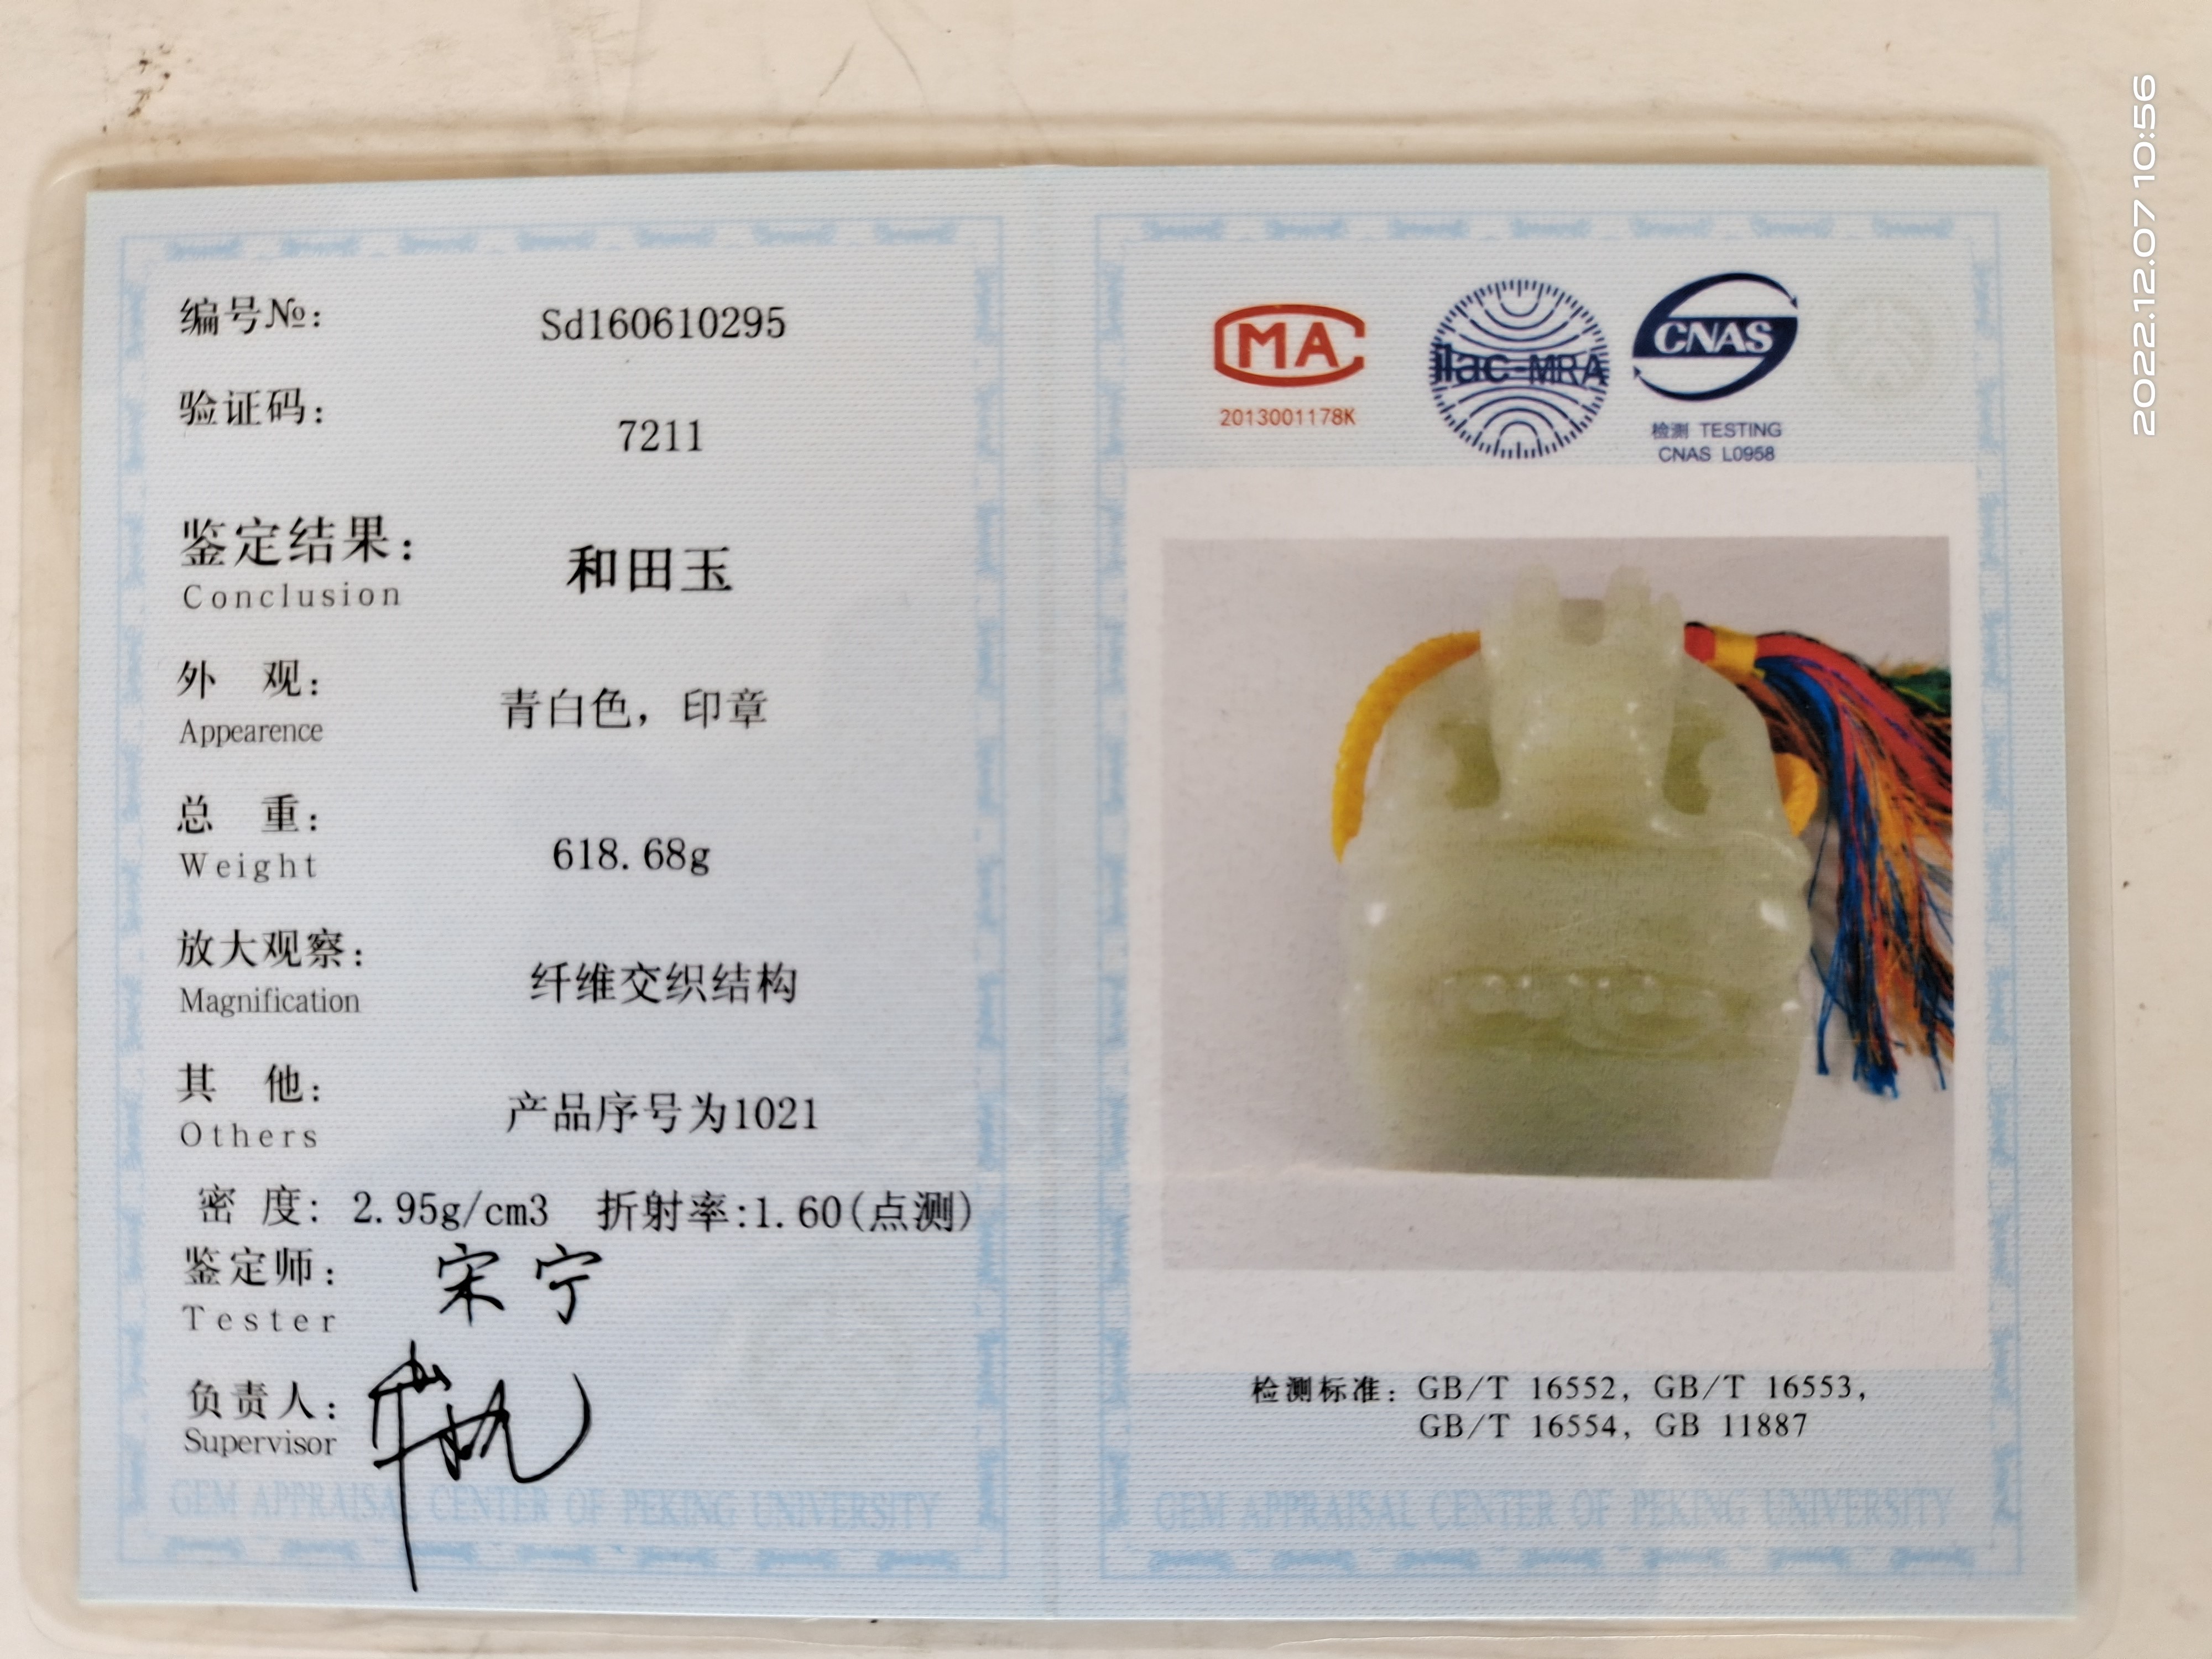 编号№: Sd160610295
验证码: 7211
鉴定结果: 和田玉
Conclusion
外 观: 青白色，印章
Appearence
总 重: 618.68g
Weight
放大观察: 纤维交织结构
Magnification
其 他: 产品序号为1021
Others
密 度: 2.95g/cm3 折射率:1.60(点测)
鉴定师: 宋宁
Tester
负责人:
Supervisor
GEM APPRAISAL CENTER OF PEKING UNIVERSITY
MA
2013001178K
ilac-MRA
CNAS
检测 TESTING
CNAS L0958
检测标准: GB/T 16552, GB/T 16553,
GB/T 16554, GB 11887
GEM APPRAISAL CENTER OF PEKING UNIVERSITY
2022.12.07 10:56